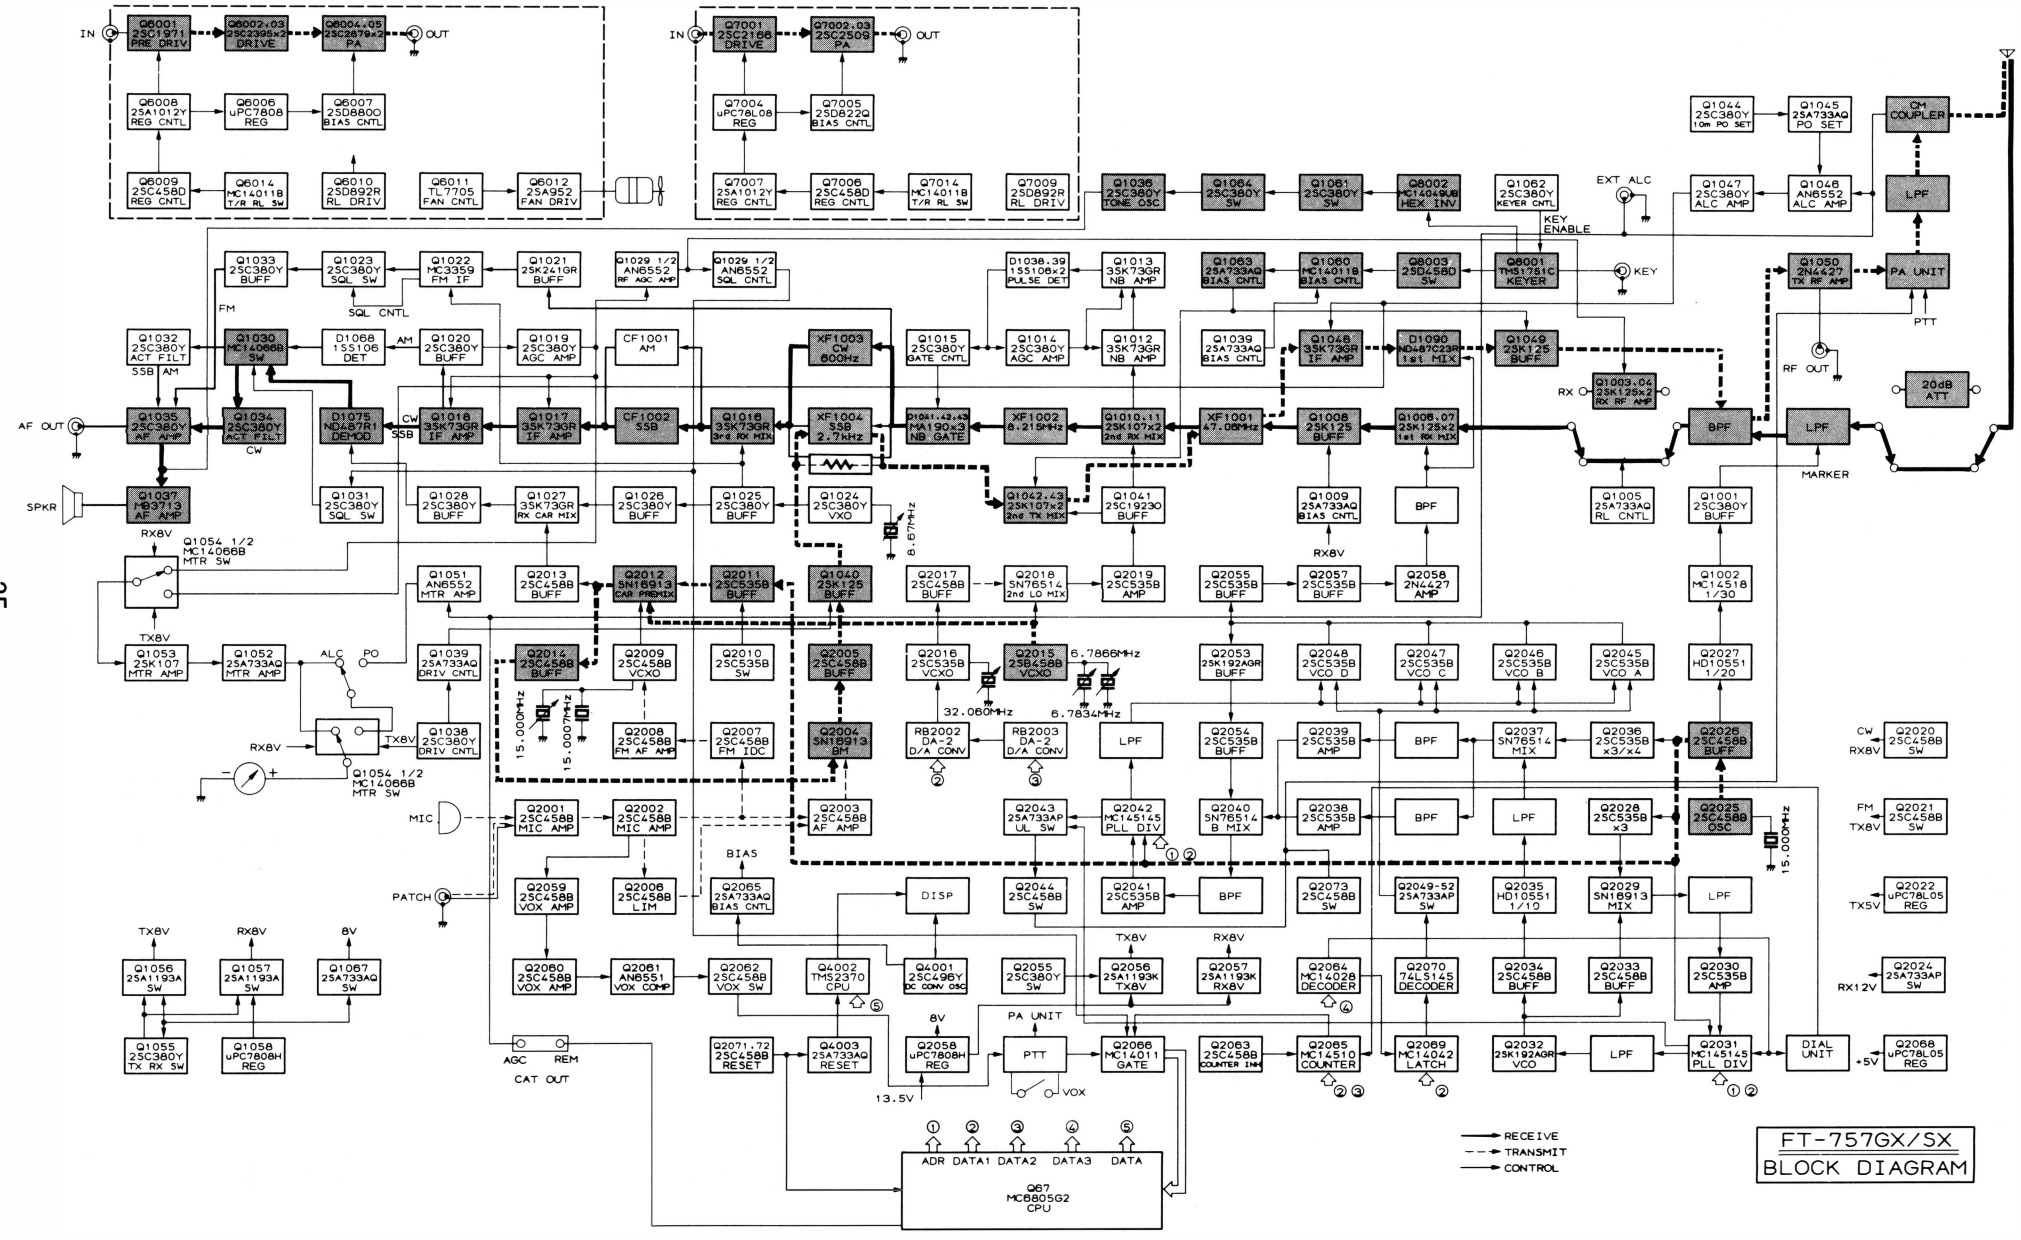 IN
Q6001
2SC1971
PRE DRIV
Q6002.03
2SC2395x2
DRIVE
Q6004.05
2SC2879x2
PA
OUT
Q6008
2SA1012Y
REG CNTL
Q6006
uPC7808
REG
Q6007
2SD880O
BIAS CNTL
Q6009
2SC458D
REG CNTL
Q6014
MC14011B
T/R RL SW
Q6010
2SD892R
RL DRIV
Q6011
TL7705
FAN CNTL
Q6012
2SA952
FAN DRIV
IN
Q7001
2SC2166
DRIVE
Q7002.03
2SC2509
PA
OUT
Q7004
uPC78L08
REG
Q7005
2SD822Q
BIAS CNTL
Q7007
2SA1012Y
REG CNTL
Q7006
2SC458D
REG CNTL
Q7014
MC14011B
T/R RL SW
Q7009
2SD892R
RL DRIV
Q1036
2SC380Y
TONE OSC
Q1064
2SC380Y
SW
Q1061
2SC380Y
SW
Q8002
MC14049UB
HEX INV
Q1062
2SC380Y
KEYER CNTL
KEY
ENABLE
EXT ALC
Q1044
2SC380Y
10m PO SET
Q1045
2SA733AQ
PO SET
CM
COUPLER
Q1047
2SC380Y
ALC AMP
Q1046
AN6552
ALC AMP
LPF
Q1033
2SC380Y
BUFF
Q1023
2SC380Y
SQL SW
Q1022
MC3359
FM IF
Q1021
2SK241GR
BUFF
Q1029 1/2
AN6552
RF AGC AMP
Q1029 1/2
AN6552
SQL CNTL
D1038.39
1SS106x2
PULSE DET
Q1013
3SK73GR
NB AMP
Q1063
2SA733AQ
BIAS CNTL
Q1060
MC14011B
BIAS CNTL
Q8003
2SD458D
SW
Q8001
TMS1751C
KEYER
KEY
Q1050
2N4427
TX RF AMP
PA UNIT
PTT
RF OUT
FM
SQL CNTL
Q1032
2SC380Y
ACT FILT
Q1030
MC14066B
SW
D1068
1SS106
DET
AM
Q1020
2SC380Y
BUFF
Q1019
2SC380Y
AGC AMP
CF1001
AM
XF1003
CW
600Hz
Q1015
2SC380Y
GATE CNTL
Q1014
2SC380Y
AGC AMP
Q1012
3SK73GR
NB AMP
Q1039
2SA733AQ
BIAS CNTL
Q1048
3SK73GR
IF AMP
D1090
ND487C23R
1st MIX
Q1049
2SK125
BUFF
SSB AM
RX
Q1003.04
2SK125x2
RX RF AMP
20dB
ATT
AF OUT
Q1035
2SC380Y
AF AMP
Q1034
2SC380Y
ACT FILT
CW
D1075
ND487R1
DEMOD
CW
SSB
Q1018
3SK73GR
IF AMP
Q1017
3SK73GR
IF AMP
CF1002
SSB
Q1016
3SK73GR
3rd RX MIX
XF1004
SSB
2.7kHz
D1041.42.43
MA190x3
NB GATE
XF1002
8.215MHz
Q1010.11
2SK107x2
2nd RX MIX
XF1001
47.06MHz
Q1008
2SK125
BUFF
Q1006.07
2SK125x2
1st RX MIX
BPF
LPF
MARKER
SPKR
Q1037
MB3713
AF AMP
Q1031
2SC380Y
SQL SW
Q1028
2SC380Y
BUFF
Q1027
3SK73GR
RX CAR MIX
Q1026
2SC380Y
BUFF
Q1025
2SC380Y
BUFF
Q1024
2SC380Y
VXO
8.67MHz
Q1042.43
2SK107x2
2nd TX MIX
Q1041
2SC1923O
BUFF
Q1009
2SA733AQ
BIAS CNTL
RX8V
BPF
Q1005
2SA733AQ
RL CNTL
Q1001
2SC380Y
BUFF
RX8V
Q1054 1/2
MC14066B
MTR SW
TX8V
Q1051
AN6552
MTR AMP
Q2013
2SC458B
BUFF
Q2012
SN16913
CAR PREMIX
Q2011
2SC535B
BUFF
Q1040
2SK125
BUFF
Q2017
2SC458B
BUFF
Q2018
SN76514
2nd LO MIX
Q2019
2SC535B
AMP
Q2055
2SC535B
BUFF
Q2057
2SC535B
BUFF
Q2058
2N4427
AMP
Q1002
MC14518
1/30
Q1053
2SK107
MTR AMP
Q1052
2SA733AQ
MTR AMP
ALC
PO
Q1039
2SA733AQ
DRIV CNTL
Q2014
2SC458B
BUFF
Q2009
2SC458B
VCXO
Q2010
2SC535B
SW
Q2005
2SC458B
BUFF
Q2016
2SC535B
VCXO
32.060MHz
Q2015
2SB458B
VCXO
6.7866MHz
6.7834MHz
Q2053
2SK192AGR
BUFF
Q2048
2SC535B
VCO D
Q2047
2SC535B
VCO C
Q2046
2SC535B
VCO B
Q2045
2SC535B
VCO A
Q2027
HD10551
1/20
15.000MHz
15.0007MHz
RX8V
TX8V
Q1038
2SC380Y
DRIV CNTL
Q2008
2SC458B
FM AF AMP
Q2007
2SC458B
FM IDC
Q2004
SN16913
BM
RB2002
DA-2
D/A CONV
②
RB2003
DA-2
D/A CONV
③
LPF
Q2054
2SC535B
BUFF
Q2039
2SC535B
AMP
BPF
Q2037
SN76514
MIX
Q2036
2SC535B
x3/x4
Q2026
2SC458B
BUFF
CW
RX8V
Q2020
2SC458B
SW
- +
Q1054 1/2
MC14066B
MTR SW
MIC
Q2001
2SC458B
MIC AMP
Q2002
2SC458B
MIC AMP
Q2003
2SC458B
AF AMP
Q2043
2SA733AP
UL SW
Q2042
MC145145
PLL DIV
① ②
Q2040
SN76514
B MIX
Q2038
2SC535B
AMP
BPF
LPF
Q2028
2SC535B
x3
Q2025
2SC458B
OSC
15.000MHz
FM
TX8V
Q2021
2SC458B
SW
PATCH
Q2059
2SC458B
VOX AMP
Q2006
2SC458B
LIM
BIAS
Q2065
2SA733AQ
BIAS CNTL
DISP
Q2044
2SC458B
SW
Q2041
2SC535B
AMP
BPF
Q2073
2SC458B
SW
Q2049-52
2SA733AP
SW
Q2035
HD10551
1/10
Q2029
SN16913
MIX
LPF
TX5V
Q2022
uPC78L05
REG
TX8V
Q1056
2SA1193A
SW
RX8V
Q1057
2SA1193A
SW
8V
Q1067
2SA733AQ
SW
Q2060
2SC458B
VOX AMP
Q2061
AN6551
VOX COMP
Q2062
2SC458B
VOX SW
Q4002
TMS2370
CPU
⑤
Q4001
2SC496Y
DC CONV OSC
Q2055
2SC380Y
SW
TX8V
Q2056
2SA1193K
TX8V
RX8V
Q2057
2SA1193K
RX8V
Q2064
MC14028
DECODER
④
Q2070
74LS145
DECODER
Q2034
2SC458B
BUFF
Q2033
2SC458B
BUFF
Q2030
2SC535B
AMP
RX12V
Q2024
2SA733AP
SW
Q1055
2SC380Y
TX RX SW
Q1058
uPC7808H
REG
AGC
REM
CAT OUT
Q2071.72
2SC458B
RESET
Q4003
2SA733AQ
RESET
8V
Q2058
uPC7808H
REG
13.5V
PA UNIT
PTT
VOX
Q2066
MC14011
GATE
Q2063
2SC458B
COUNTER INH
Q2065
MC14510
COUNTER
② ③
Q2069
MC14042
LATCH
②
Q2032
2SK192AGR
VCO
LPF
Q2031
MC145145
PLL DIV
① ②
DIAL
UNIT
+5V
Q2068
uPC78L05
REG
① ② ③ ④ ⑤
ADR DATA1 DATA2 DATA3 DATA
Q67
MC6805G2
CPU
RECEIVE
TRANSMIT
CONTROL
FT-757GX/SX
BLOCK DIAGRAM